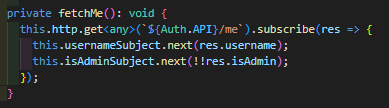 private fetchMe(): void {
  this.http.get<any>(`${Auth.API}/me`).subscribe(res => {
    this.usernameSubject.next(res.username);
    this.isAdminSubject.next(!!res.isAdmin);
  });
}